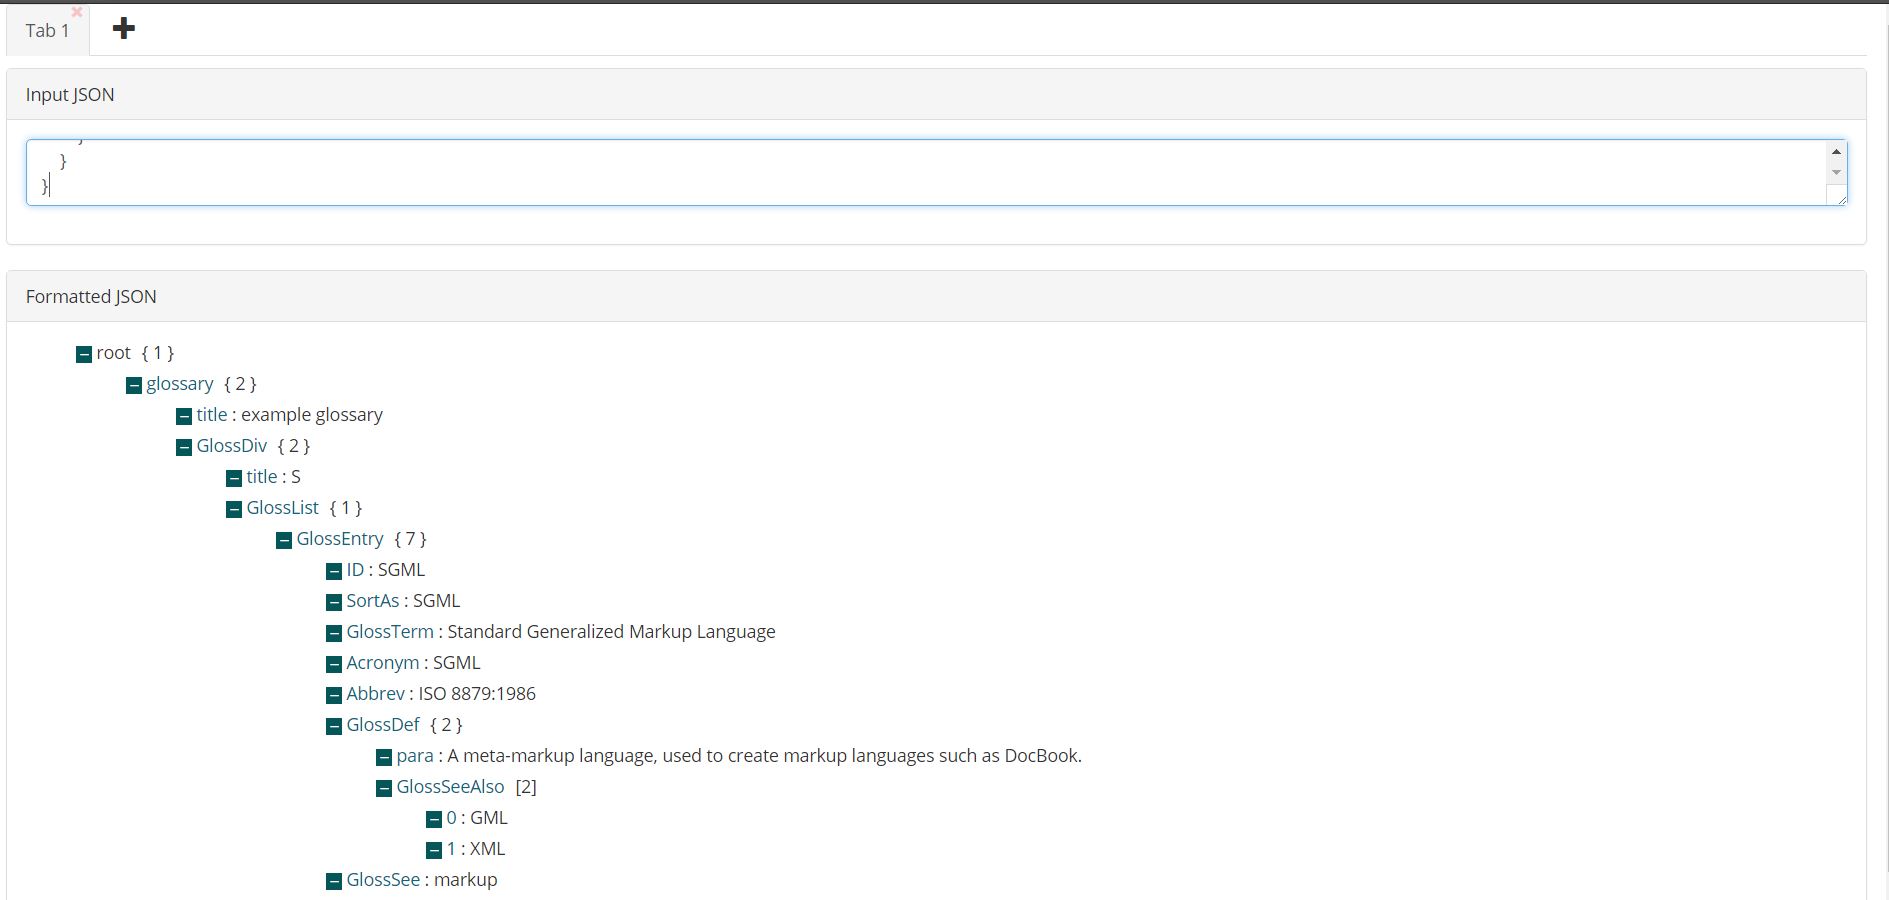 Tab 1
Input JSON
}
}
Formatted JSON
root { 1 }
glossary { 2 }
title : example glossary
GlossDiv { 2 }
title : S
GlossList { 1 }
GlossEntry { 7 }
ID : SGML
SortAs : SGML
GlossTerm : Standard Generalized Markup Language
Acronym : SGML
Abbrev : ISO 8879:1986
GlossDef { 2 }
para : A meta-markup language, used to create markup languages such as DocBook.
GlossSeeAlso [2]
0 : GML
1 : XML
GlossSee : markup